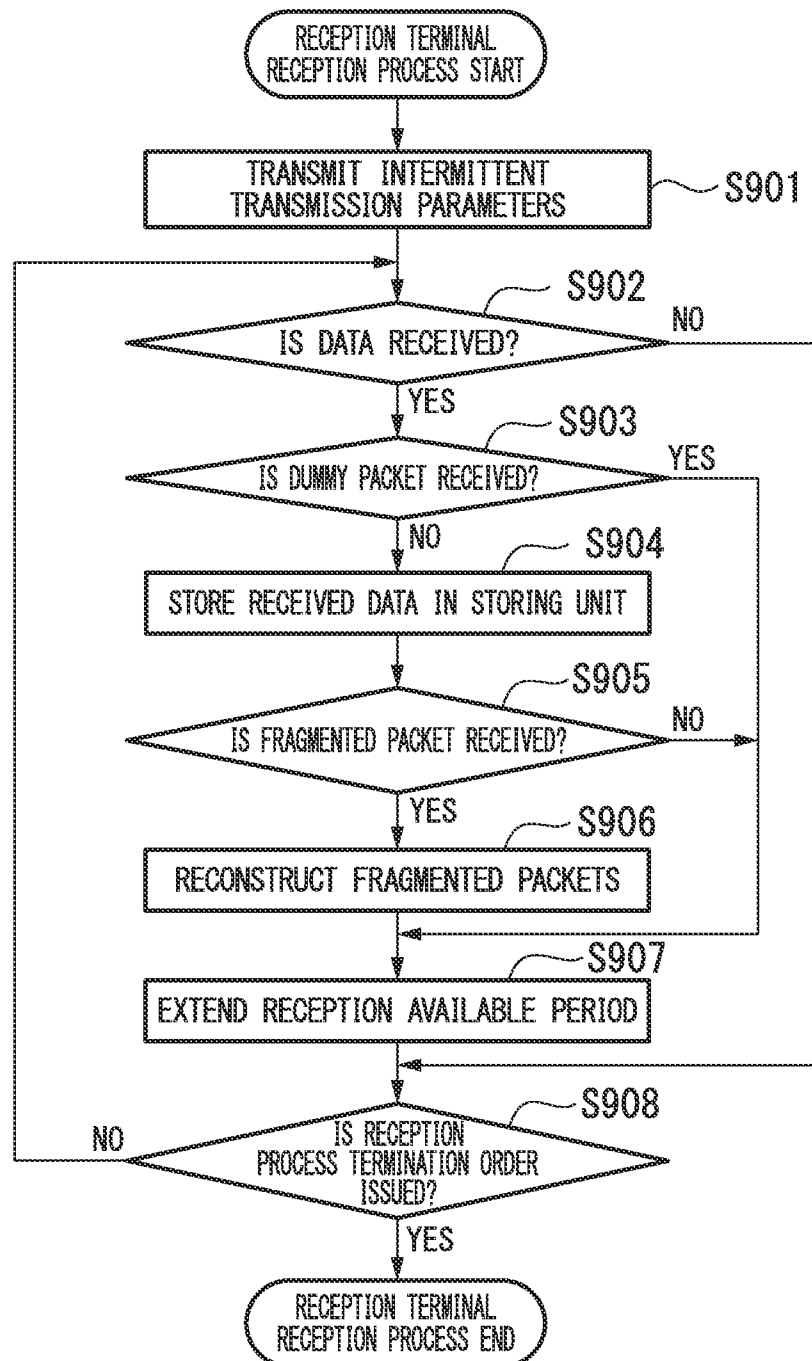 RECEPTION TERMINAL
RECEPTION PROCESS START
TRANSMIT INTERMITTENT
TRANSMISSION PARAMETERS
S901
S902
IS DATA RECEIVED?
NO
YES
S903
IS DUMMY PACKET RECEIVED?
YES
NO
S904
STORE RECEIVED DATA IN STORING UNIT
S905
IS FRAGMENTED PACKET RECEIVED?
NO
YES
S906
RECONSTRUCT FRAGMENTED PACKETS
S907
EXTEND RECEPTION AVAILABLE PERIOD
S908
NO
IS RECEPTION
PROCESS TERMINATION ORDER
ISSUED?
YES
RECEPTION TERMINAL
RECEPTION PROCESS END